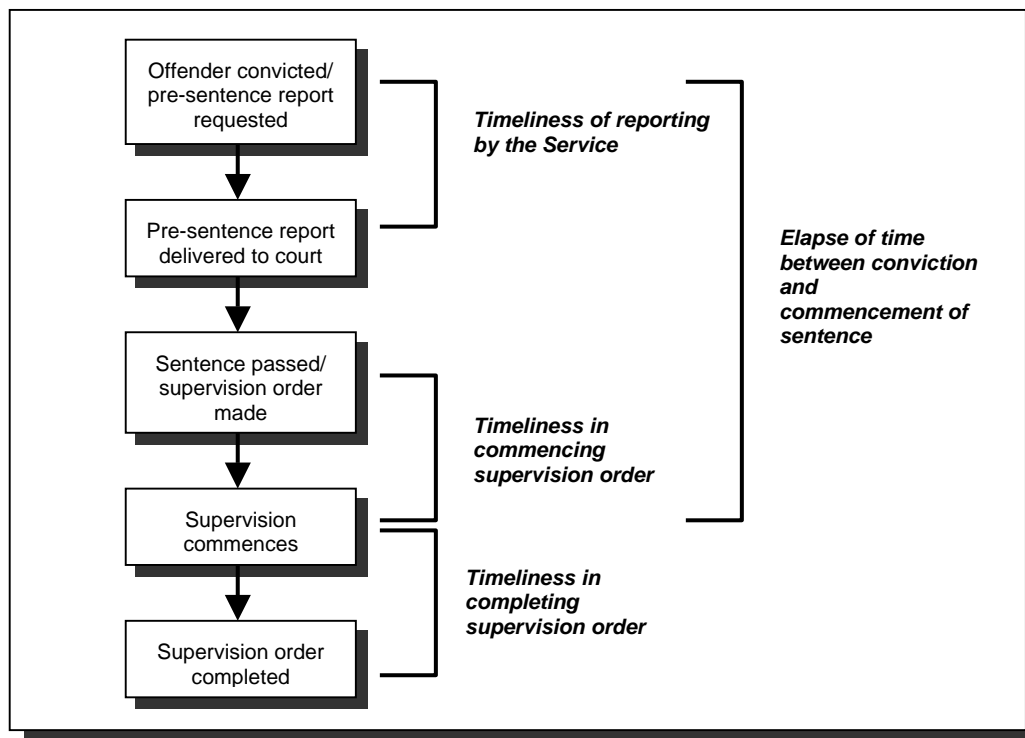 Offender convicted/
pre-sentence report
requested
Timeliness of reporting
by the Service
Pre-sentence report
delivered to court
Elapse of time
between conviction
and
commencement of
sentence
Sentence passed/
supervision order
made
Timeliness in
commencing
supervision order
Supervision
commences
Timeliness in
completing
supervision order
Supervision order
completed